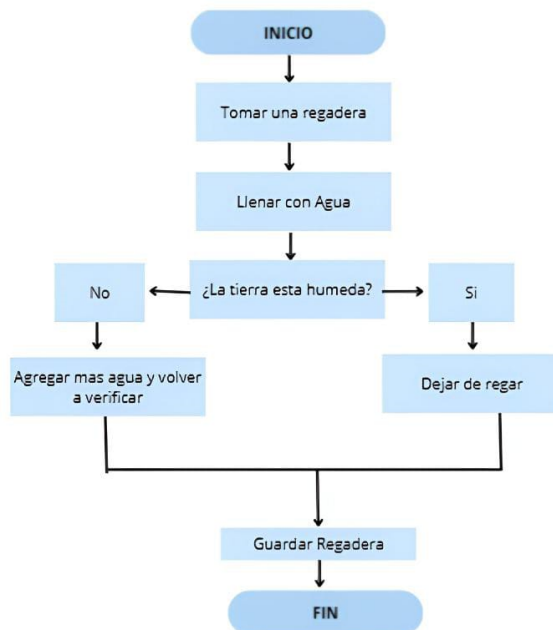 INICIO
Tomar una regadera
Llenar con Agua
¿La tierra esta humeda?
No
Si
Agregar mas agua y volver
a verificar
Dejar de regar
Guardar Regadera
FIN